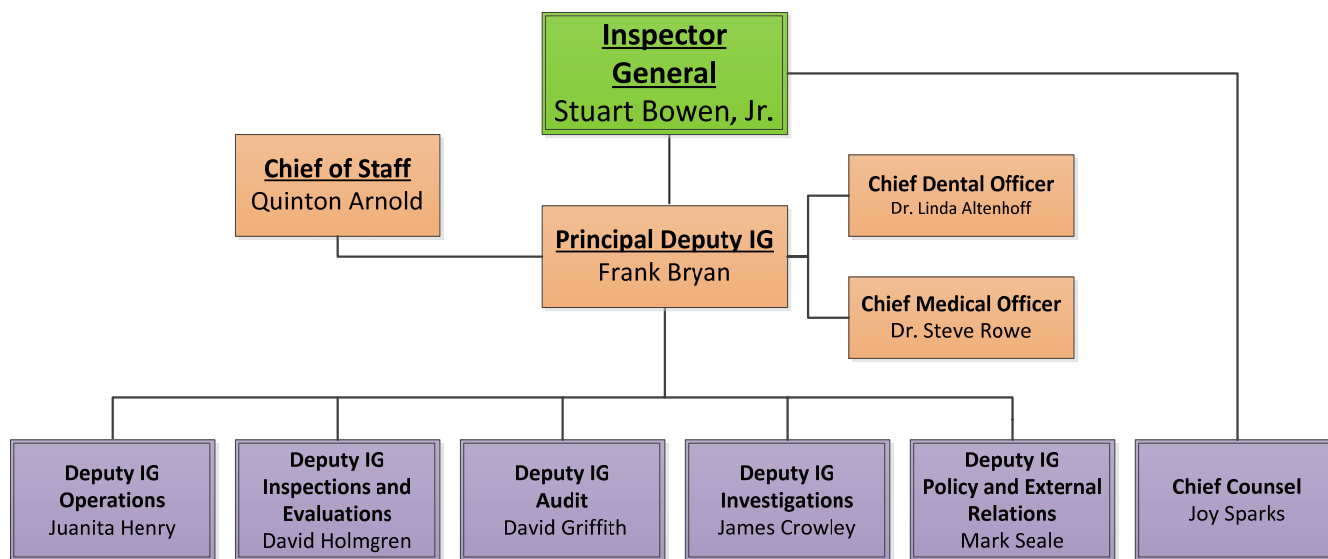 Inspector
General
Stuart Bowen, Jr.
Chief of Staff
Quinton Arnold
Chief Dental Officer
Dr. Linda Altenhoff
Principal Deputy IG
Frank Bryan
Chief Medical Officer
Dr. Steve Rowe
Deputy IG
Operations
Juanita Henry
Deputy IG
Inspections and
Evaluations
David Holmgren
Deputy IG
Audit
David Griffith
Deputy IG
Investigations
James Crowley
Deputy IG
Policy and External
Relations
Mark Seale
Chief Counsel
Joy Sparks